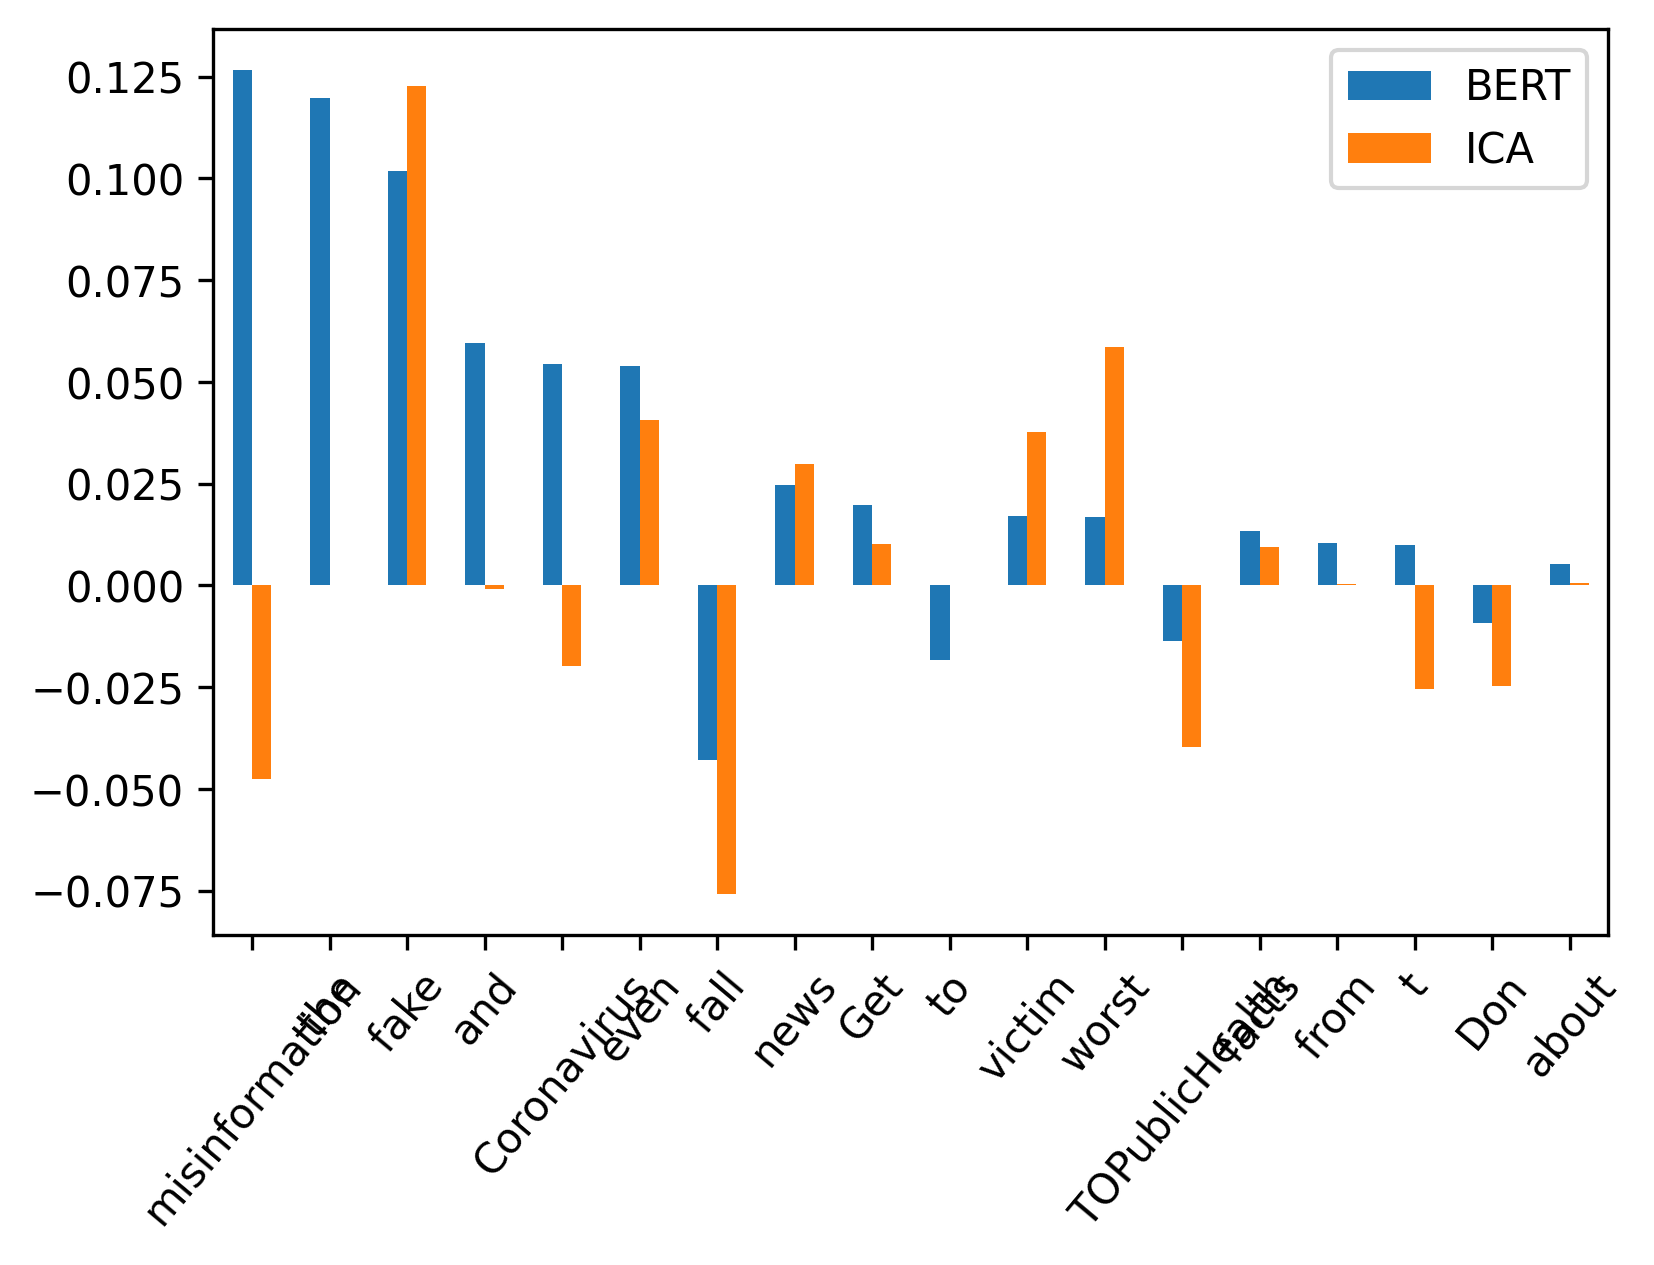 0.125
0.100
0.075
0.050
0.025
0.000
−0.025
−0.050
−0.075
BERT
ICA
misinformation
the
fake
and
Coronavirus
even
fall
news
Get
to
victim
worst
TOPublicHealth
facts
from
t
Don
about